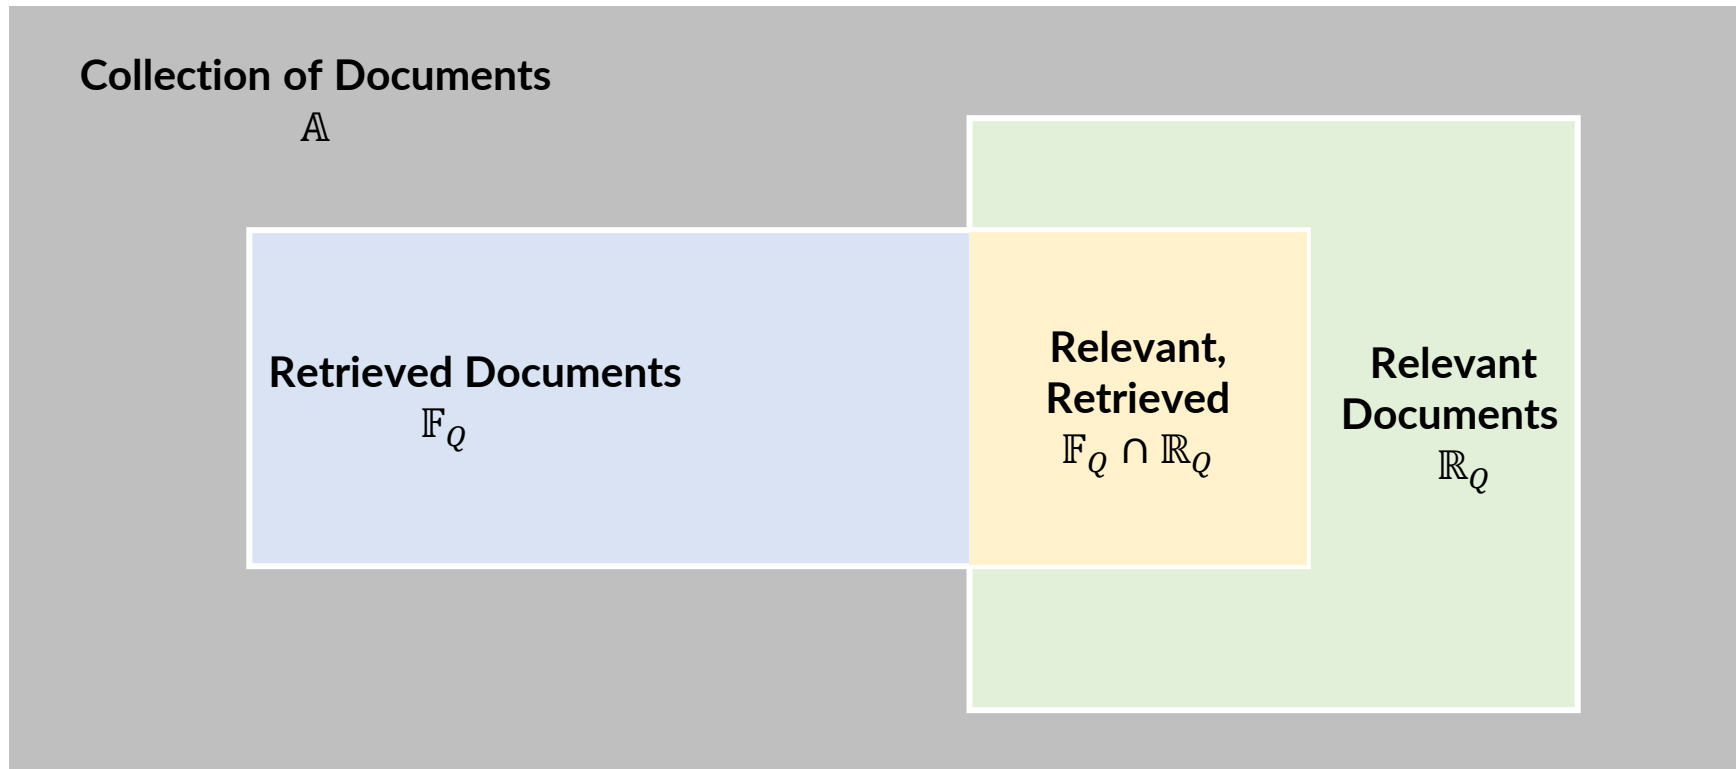 Collection of Documents
𝔸
Retrieved Documents
𝔽_Q
Relevant,
Retrieved
𝔽_Q ∩ ℝ_Q
Relevant
Documents
ℝ_Q